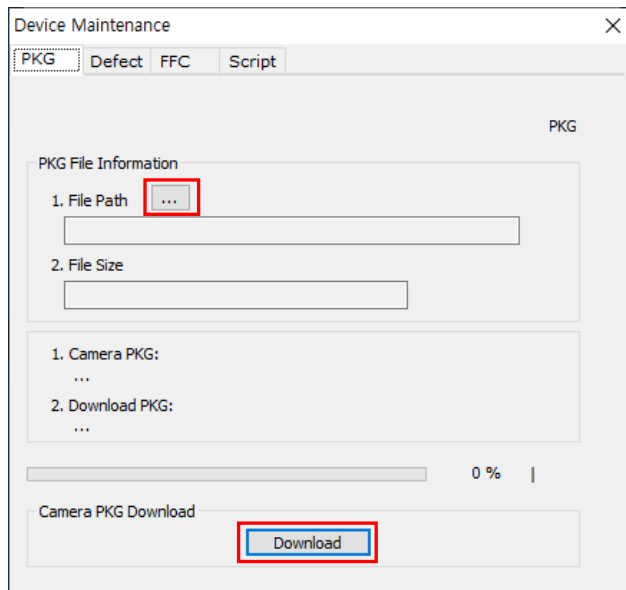 Device Maintenance
PKG Defect FFC Script
PKG
PKG File Information
1. File Path ...
2. File Size
1. Camera PKG:
...
2. Download PKG:
...
0 % |
Camera PKG Download
Download